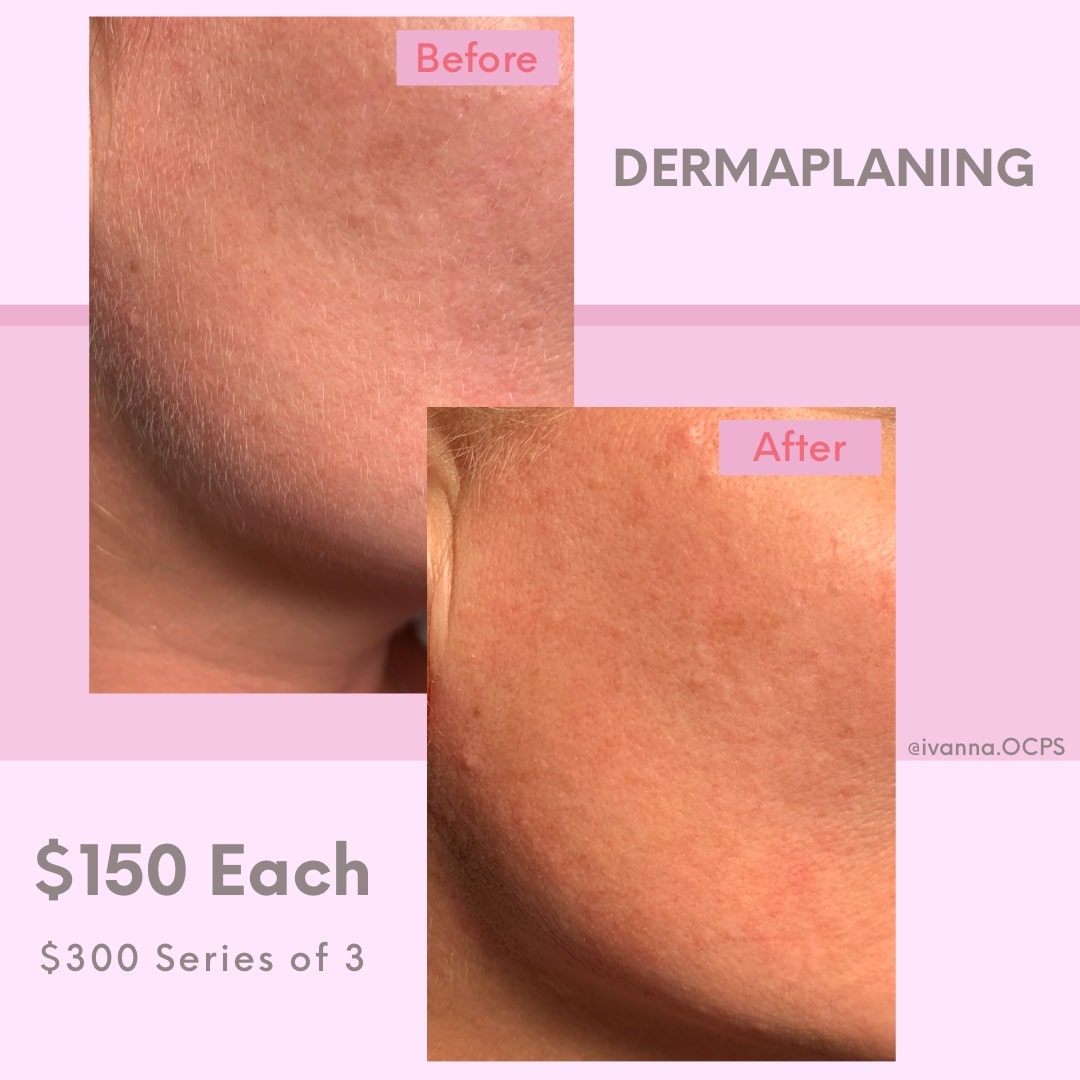 Before
DERMAPLANING
After
@ivanna.OCPS
$150 Each
$300 Series of 3